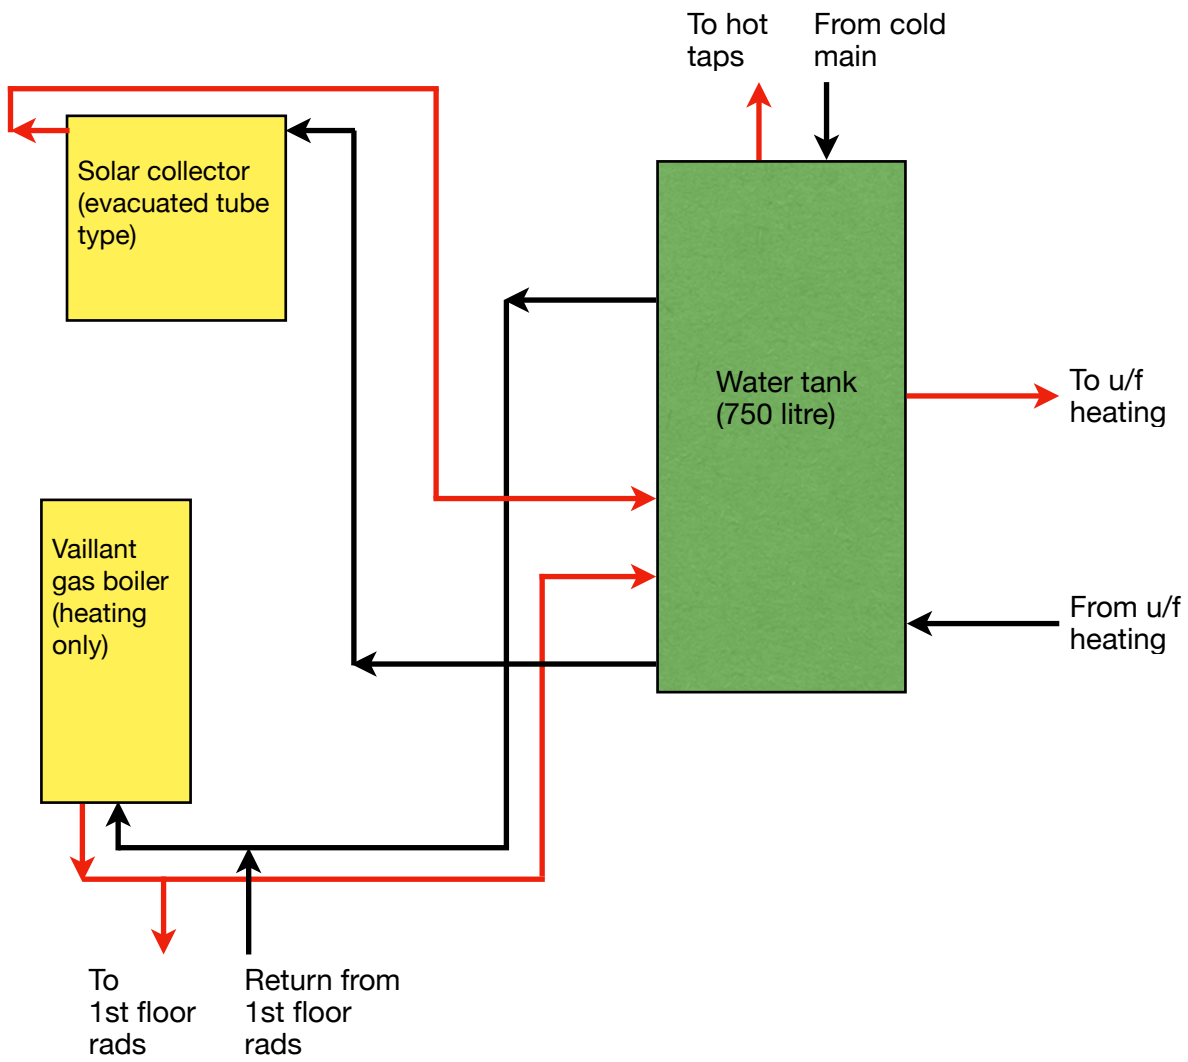 To hot
taps
From cold
main
Solar collector
(evacuated tube
type)
Water tank
(750 litre)
To u/f
heating
Vaillant
gas boiler
(heating
only)
From u/f
heating
To
1st floor
rads
Return from
1st floor
rads